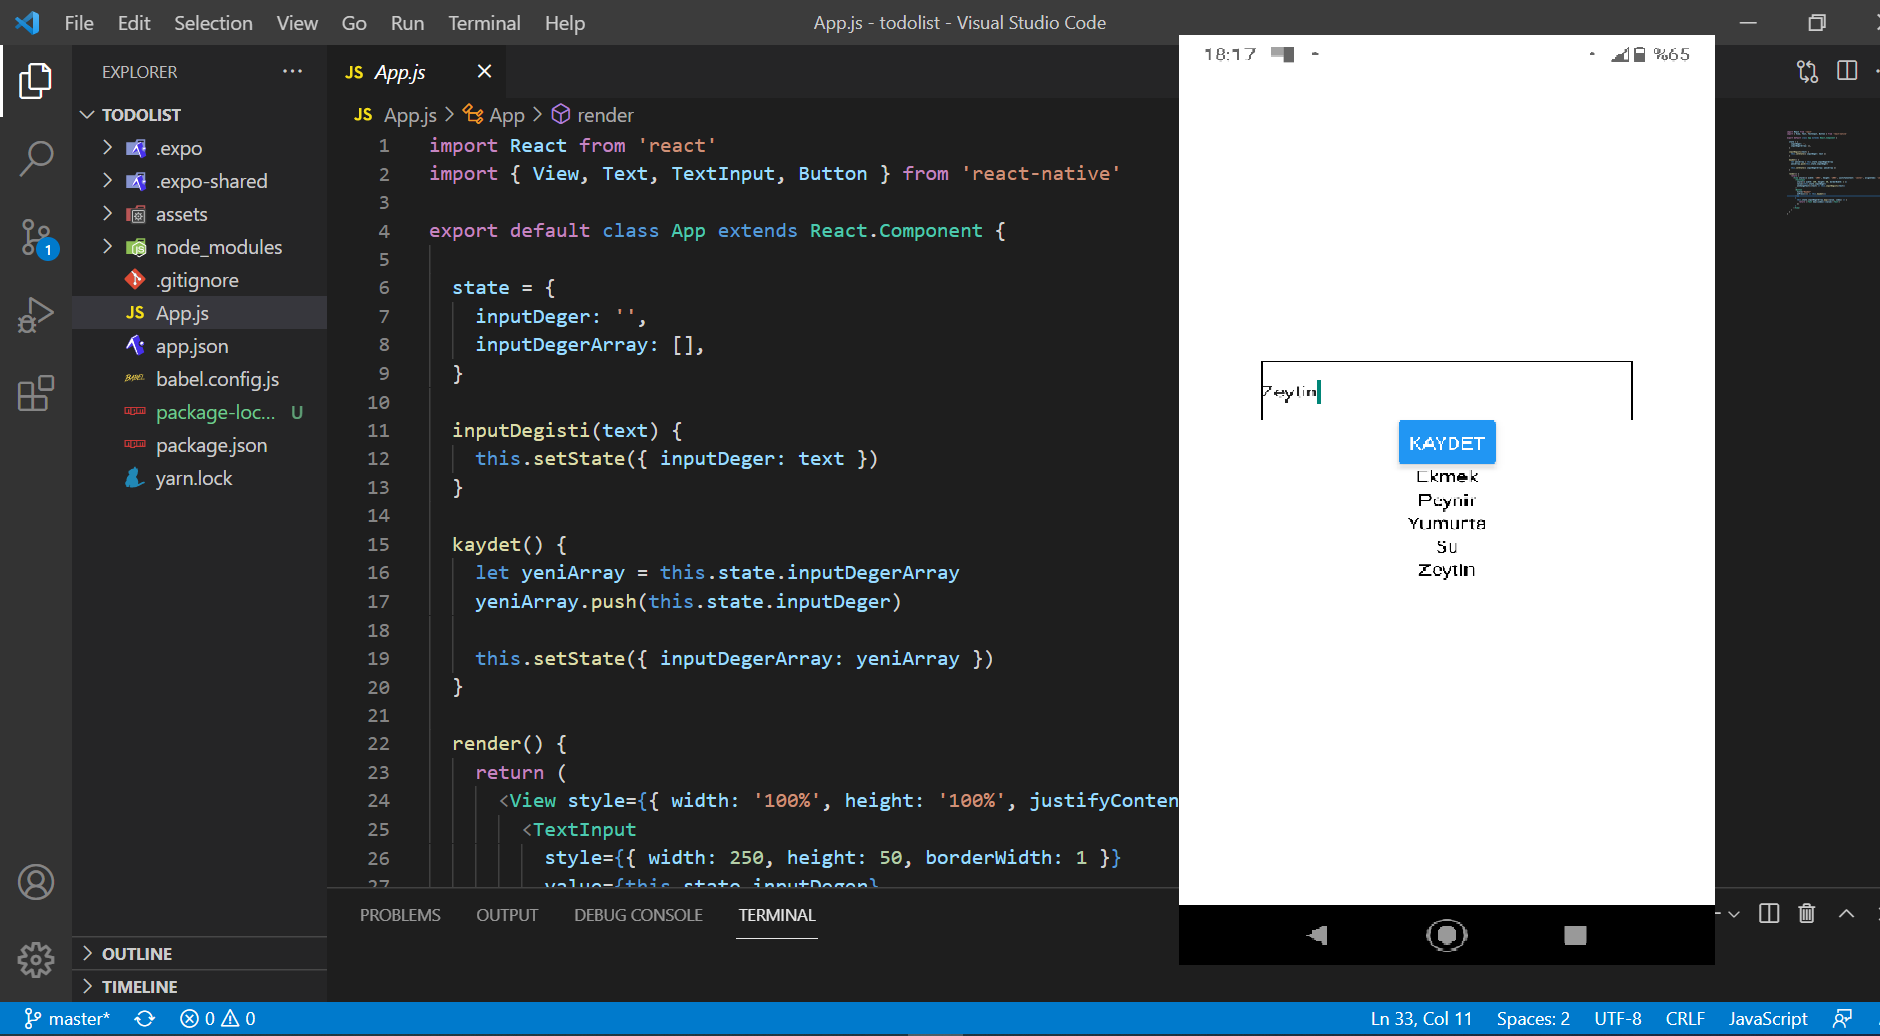 File Edit Selection View Go Run Terminal Help
App.js - todolist - Visual Studio Code
EXPLORER
TODOLIST
.expo
.expo-shared
assets
node_modules
.gitignore
JS App.js
app.json
babel.config.js
package-loc... U
package.json
yarn.lock
OUTLINE
TIMELINE
1
JS App.js
JS App.js > App > render
1 import React from 'react'
2 import { View, Text, TextInput, Button } from 'react-native'
3
4 export default class App extends React.Component {
5
6 state = {
7 inputDeger: '',
8 inputDegerArray: [],
9 }
10
11 inputDegisti(text) {
12 this.setState({ inputDeger: text })
13 }
14
15 kaydet() {
16 let yeniArray = this.state.inputDegerArray
17 yeniArray.push(this.state.inputDeger)
18
19 this.setState({ inputDegerArray: yeniArray })
20 }
21
22 render() {
23 return (
24 <View style={{ width: '100%', height: '100%', justifyConten
25 <TextInput
26 style={{ width: 250, height: 50, borderWidth: 1 }}
27 value={this.state.inputDeger}
PROBLEMS OUTPUT DEBUG CONSOLE TERMINAL
18:17 %65
Zeytin
KAYDET
Ekmek
Peynir
Yumurta
Su
Zeytin
master* 0 0 Ln 33, Col 11 Spaces: 2 UTF-8 CRLF JavaScript